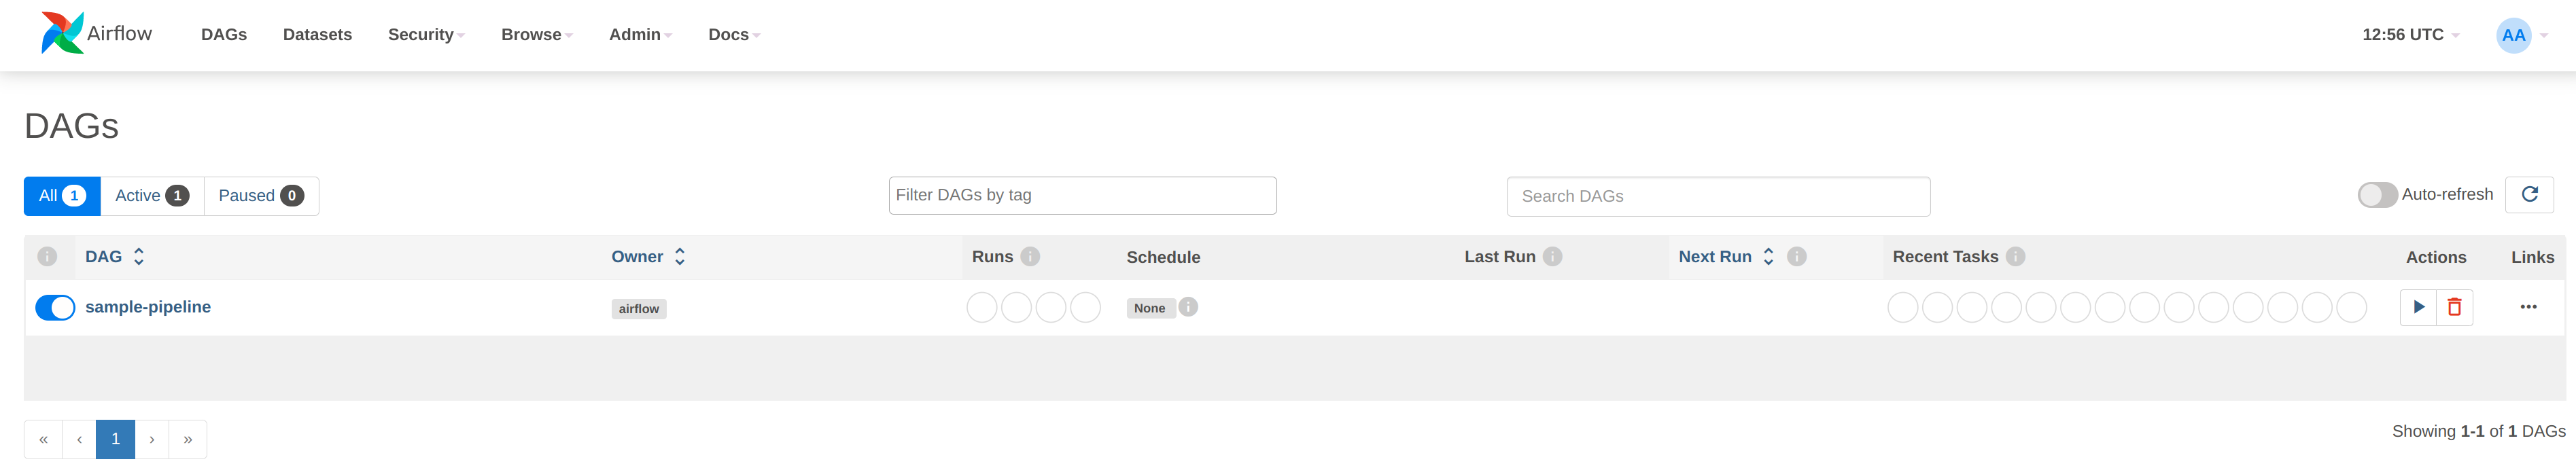 Airflow DAGs Datasets Security Browse Admin Docs 12:56 UTC AA
DAGs
All 1 Active 1 Paused 0 Filter DAGs by tag Search DAGs Auto-refresh
DAG Owner Runs Schedule Last Run Next Run Recent Tasks Actions Links
sample-pipeline airflow None
« ‹ 1 › » Showing 1-1 of 1 DAGs